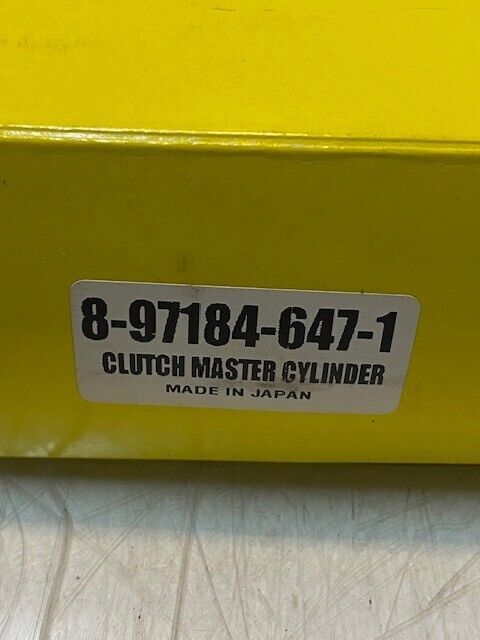 8-97184-647-1
CLUTCH MASTER CYLINDER
MADE IN JAPAN